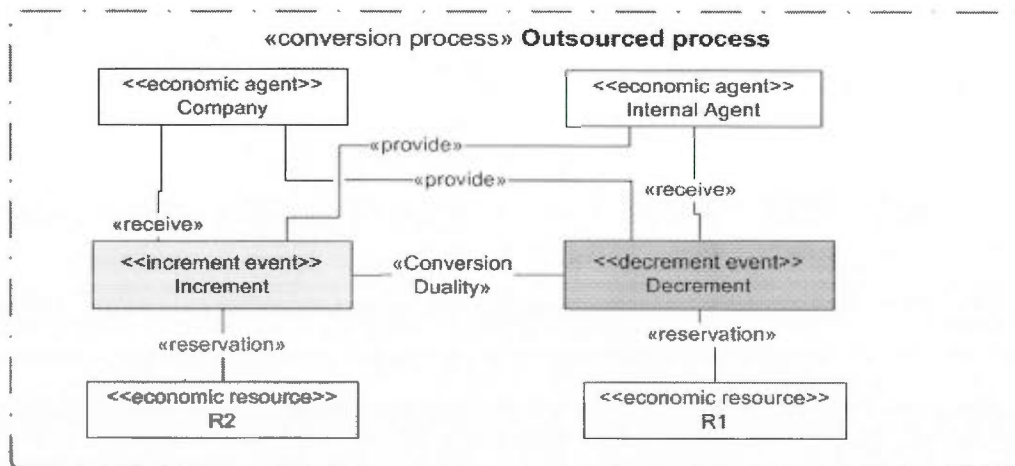 «conversion process» Outsourced process
<<economic agent>>
Company
<<economic agent>>
Internal Agent
«provide»
«provide»
«receive»
«receive»
<<increment event>>
Increment
«Conversion
Duality»
<<decrement event>>
Decrement
«reservation»
«reservation»
<<economic resource>>
R2
<<economic resource>>
R1